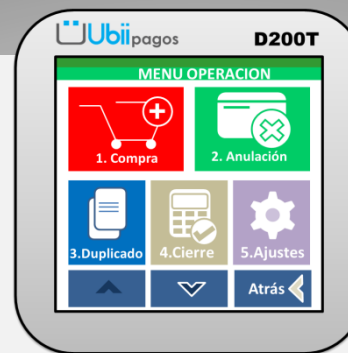 Ubiipagos D200T
MENU OPERACION
1. Compra 2. Anulación
3.Duplicado 4.Cierre 5.Ajustes
Atrás